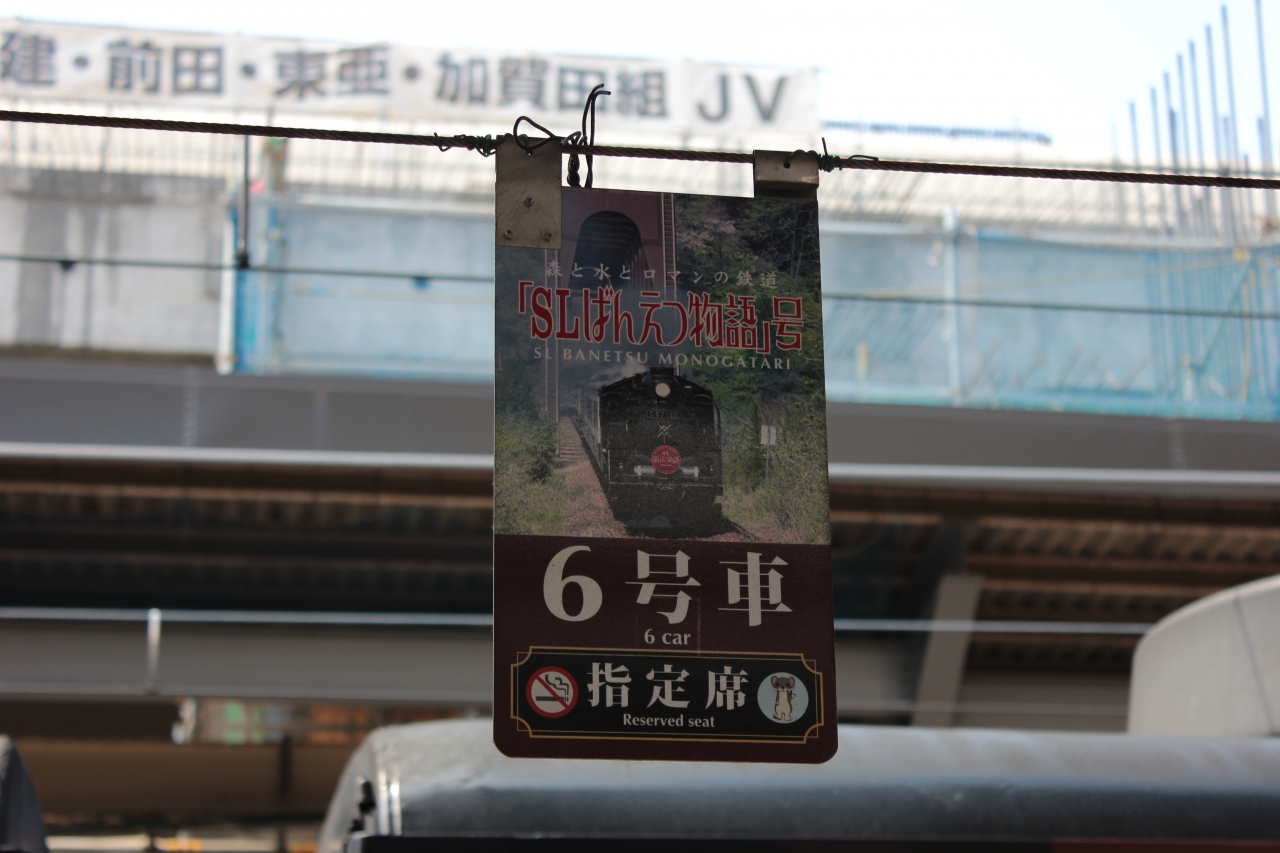 建・前田・東亜・加賀田組 JV
森と水とロマンの鉄道
「SLばんえつ物語」号
SL BANETSU MONOGATARI
6号車
6 car
指定席
Reserved seat